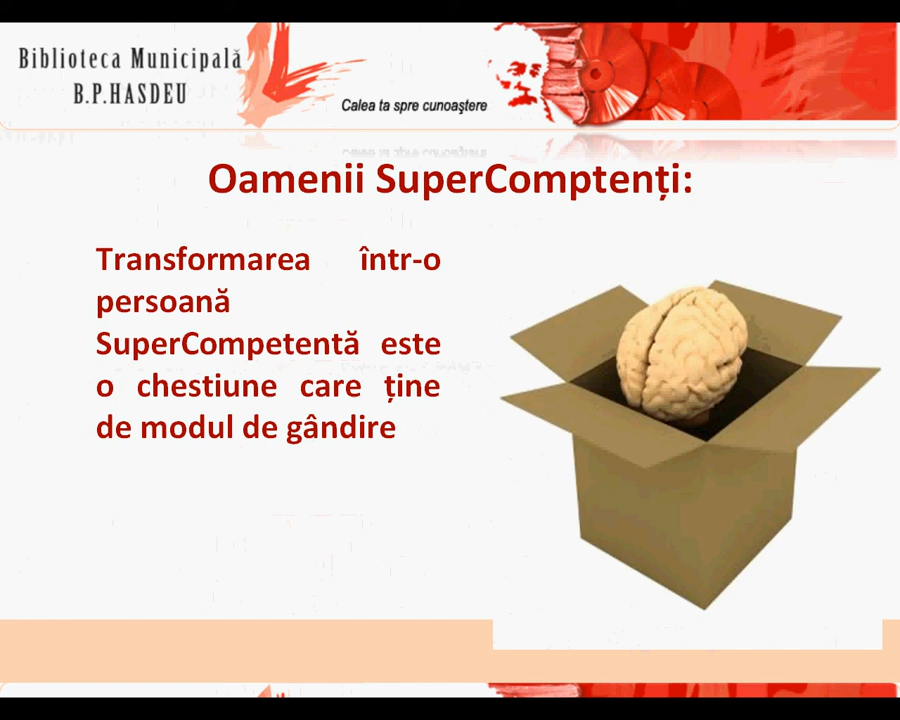 Biblioteca Municipală
B.P.HASDEU
Calea ta spre cunoaştere
Oamenii SuperComptenți:
Transformarea într-o
persoană
SuperCompetentă este
o chestiune care ține
de modul de gândire